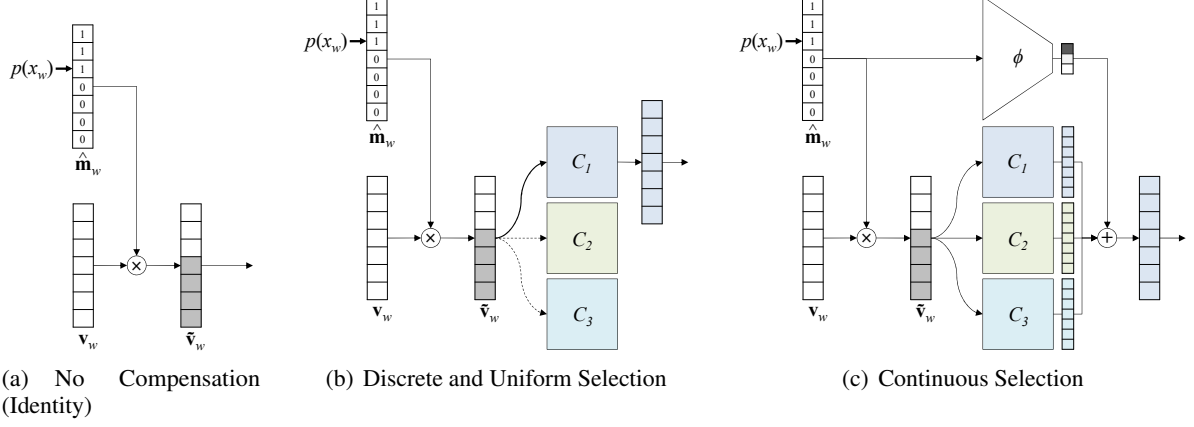 1
1
p(x_w) 1
0
0
0
0
m̂_w
v_w
×
ṽ_w
(a) No Compensation
(Identity)
1
1
p(x_w) 1
0
0
0
0
m̂_w
v_w
×
ṽ_w
C_1
C_2
C_3
(b) Discrete and Uniform Selection
1
1
p(x_w) 1
0
0
0
0
m̂_w
ϕ
v_w
×
ṽ_w
C_1
C_2
C_3
+
(c) Continuous Selection